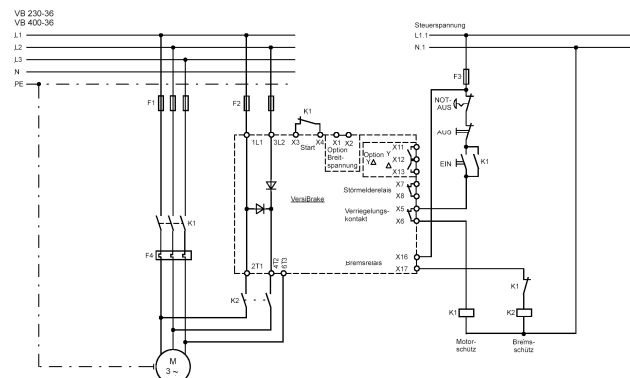 VB 230-36
VB 400-36
L1
L2
L3
N
PE
F1
F2
K1
X3
X4
Start
X1
X2
Option
Breit-
spannung
1L1
3L2
Option
Y
Y△
△
X11
X12
X13
VersiBrake
Störmelderelais
X7
X8
Verriegelungs-
kontakt
X5
X6
X16
Bremsrelais
X17
2T1
4T2
6T3
K1
F4
K2
M
3 ~
Steuerspannung
L1.1
N.1
F3
NOT-
AUS
AUG
EIN
K1
K1
K1
K2
Motor-
schütz
Brems-
schütz